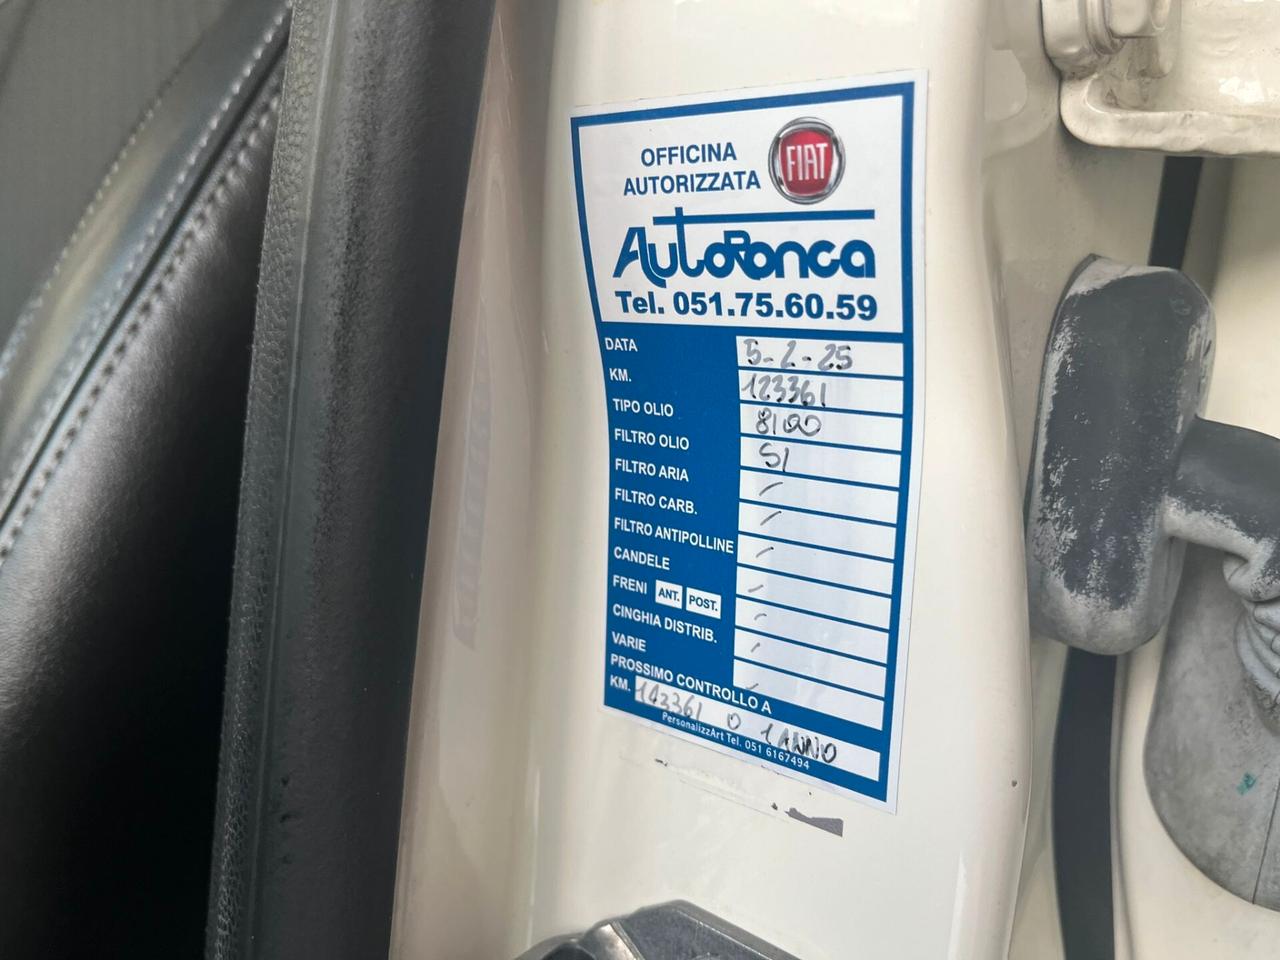 OFFICINA
AUTORIZZATA
FIAT
AutoRonca
Tel. 051.75.60.59
DATA 5-2-25
KM. 123361
TIPO OLIO 8100
FILTRO OLIO SI
FILTRO ARIA /
FILTRO CARB. /
FILTRO ANTIPOLLINE /
CANDELE /
FRENI ANT. POST. /
CINGHIA DISTRIB. /
VARIE /
PROSSIMO CONTROLLO A
KM. 143361 O 1 ANNO
PersonalizzArt Tel. 051 6167494